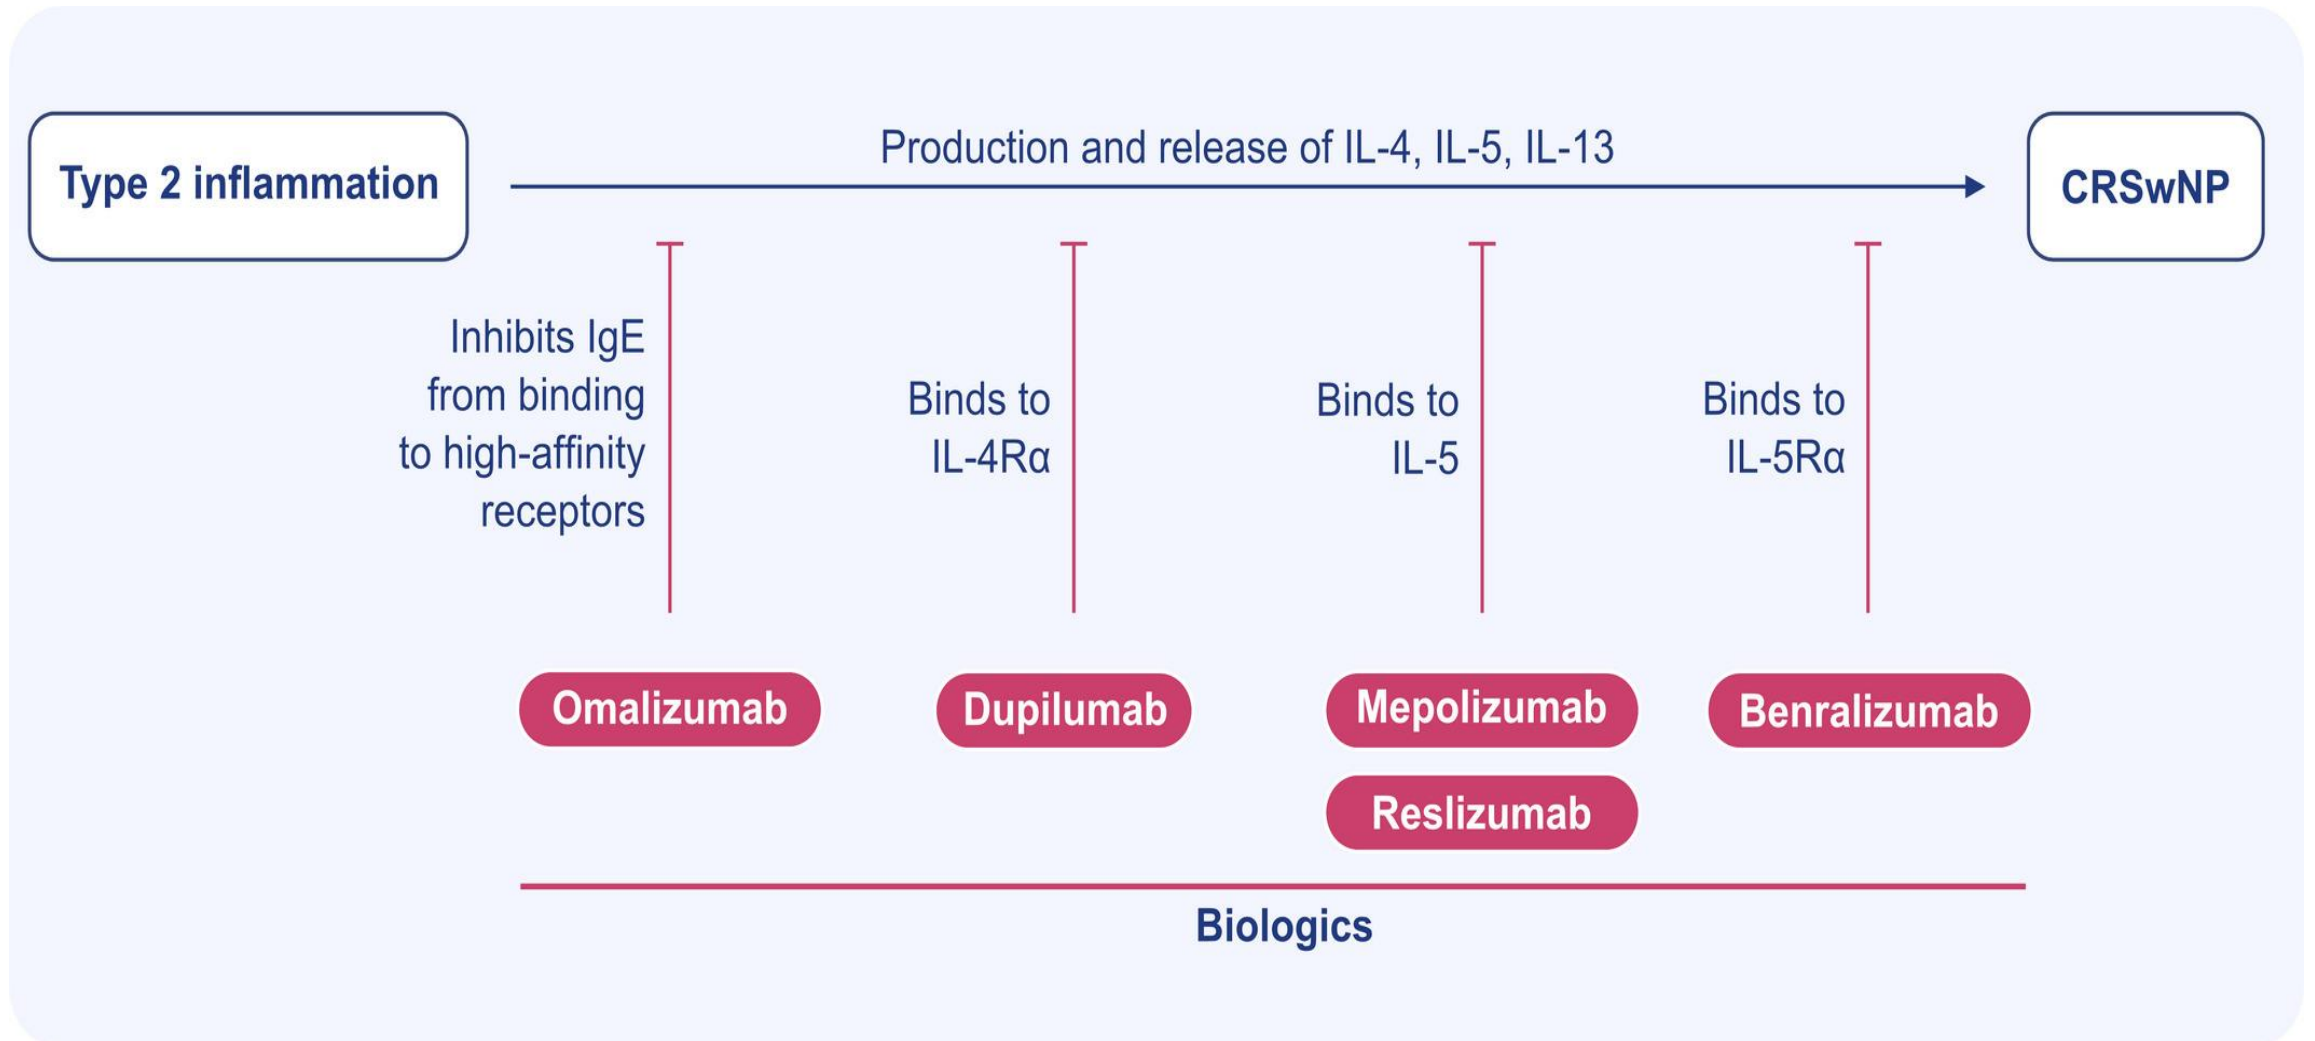 Production and release of IL-4, IL-5, IL-13
Type 2 inflammation
CRSwNP
Inhibits IgE
from binding
to high-affinity
receptors
Binds to
IL-4Rα
Binds to
IL-5
Binds to
IL-5Rα
Omalizumab
Dupilumab
Mepolizumab
Benralizumab
Reslizumab
Biologics